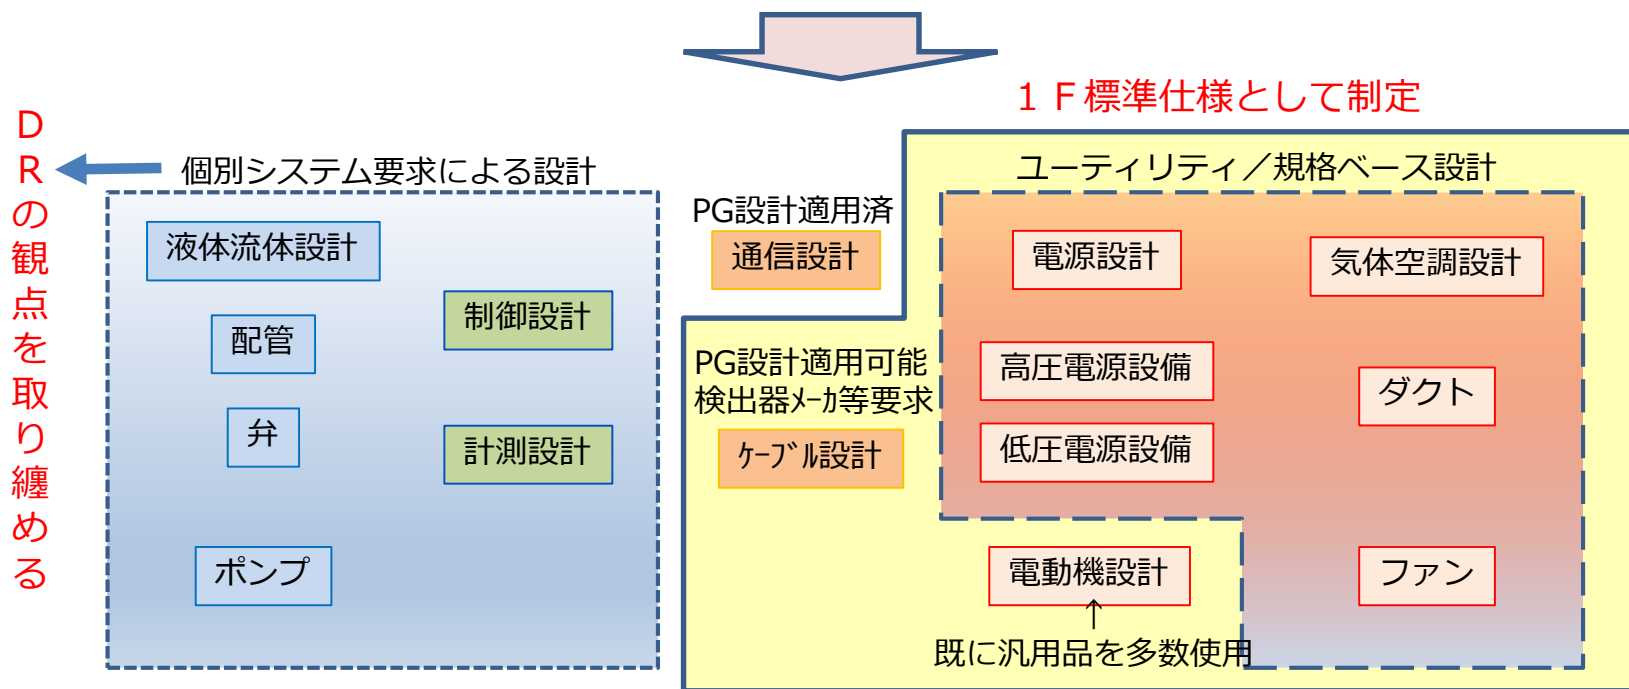 １Ｆ標準仕様として制定
ＤＲの観点を取り纏める
個別システム要求による設計
液体流体設計
配管
弁
ポンプ
制御設計
計測設計
PG設計適用済
通信設計
PG設計適用可能
検出器ﾒｰｶ等要求
ｹｰﾌﾞﾙ設計
ユーティリティ／規格ベース設計
電源設計
高圧電源設備
低圧電源設備
電動機設計
↑
既に汎用品を多数使用
気体空調設計
ダクト
ファン